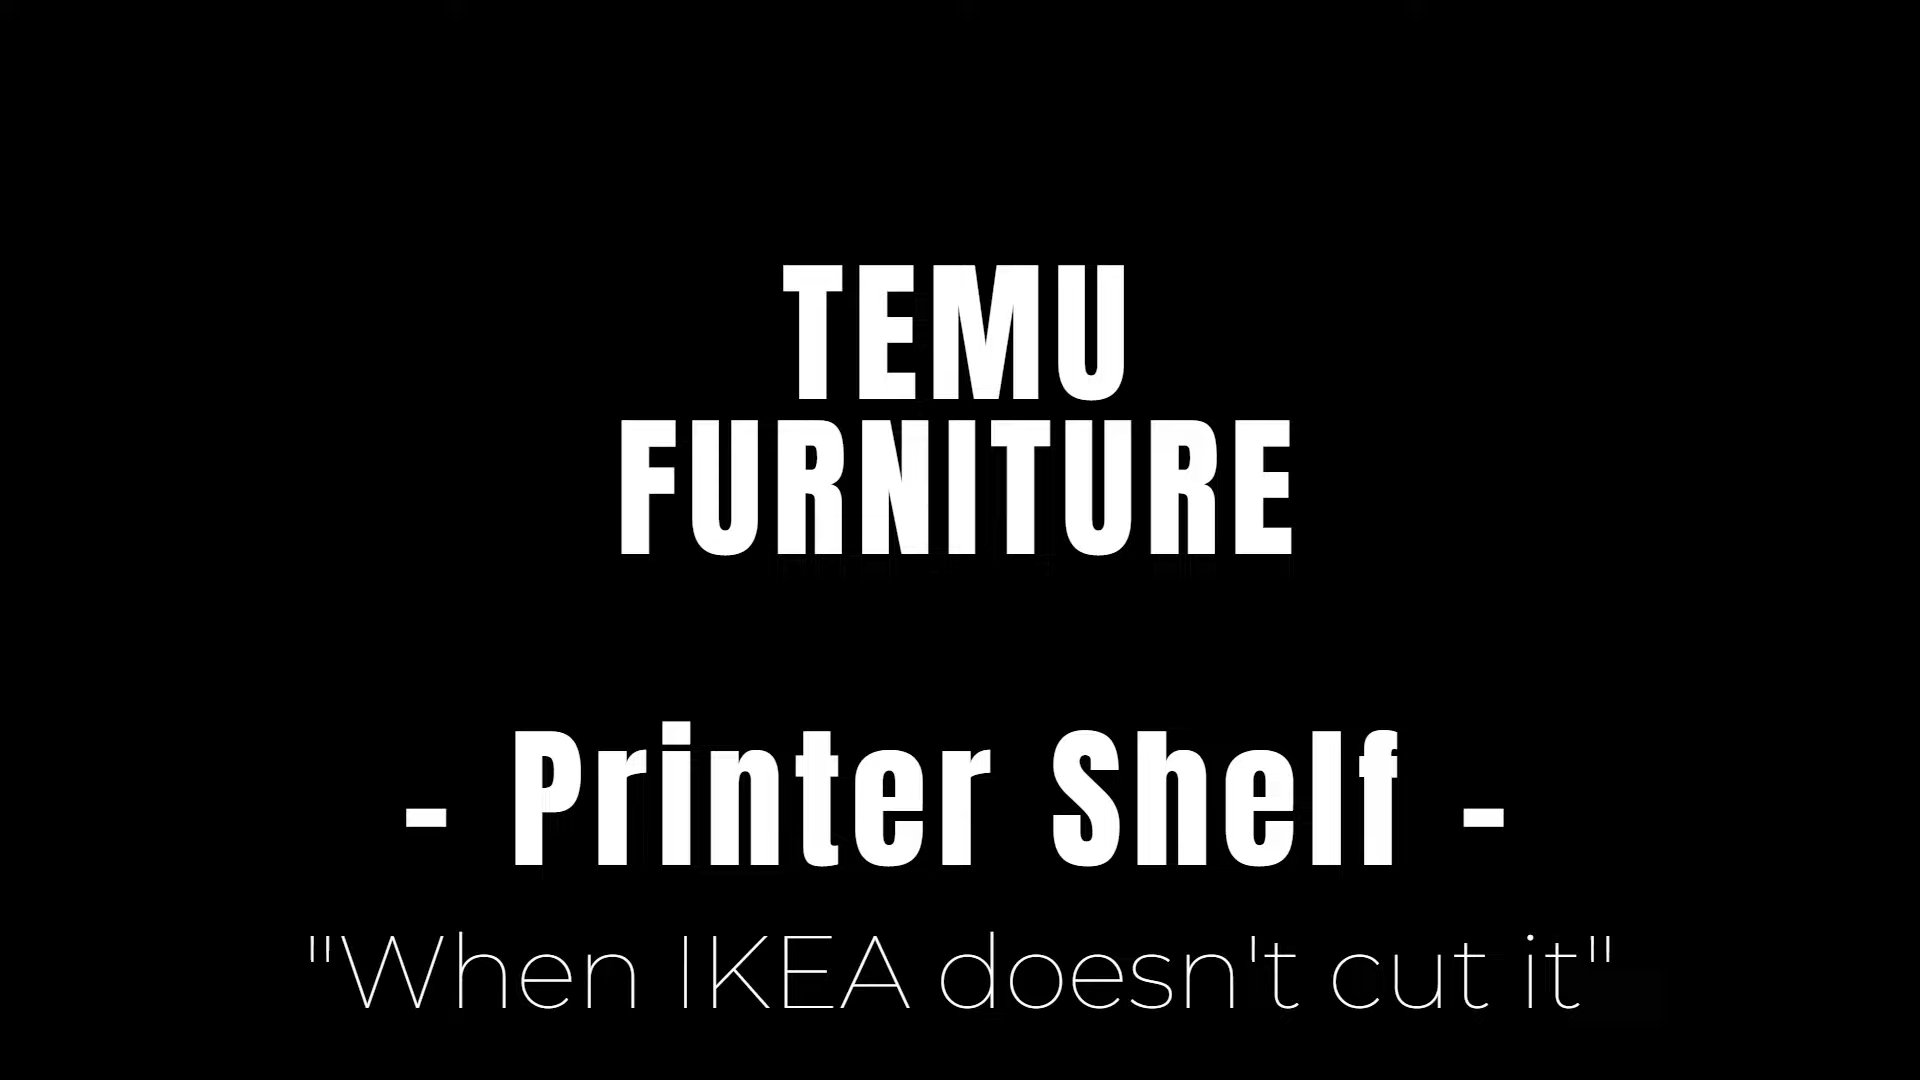 TEMU
FURNITURE
- Printer Shelf -
"When IKEA doesn't cut it"